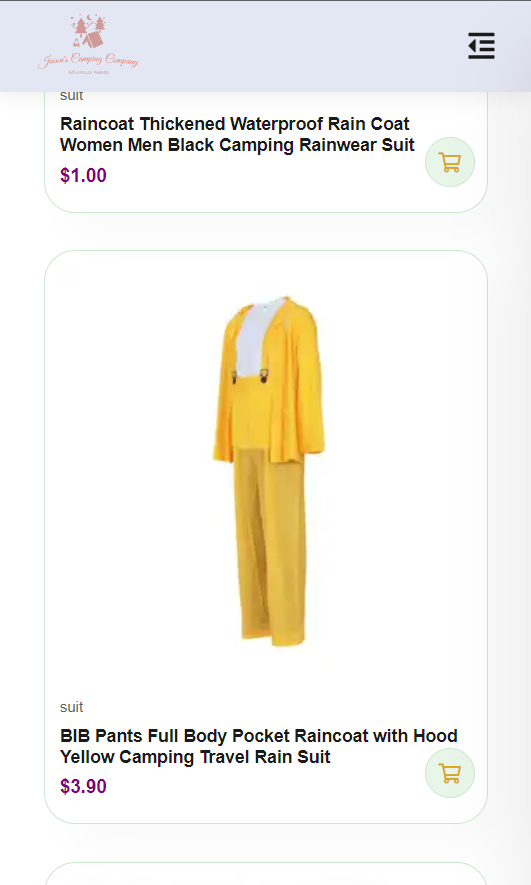 Jason's Camping Company
suit
Raincoat Thickened Waterproof Rain Coat
Women Men Black Camping Rainwear Suit
$1.00
suit
BIB Pants Full Body Pocket Raincoat with Hood
Yellow Camping Travel Rain Suit
$3.90